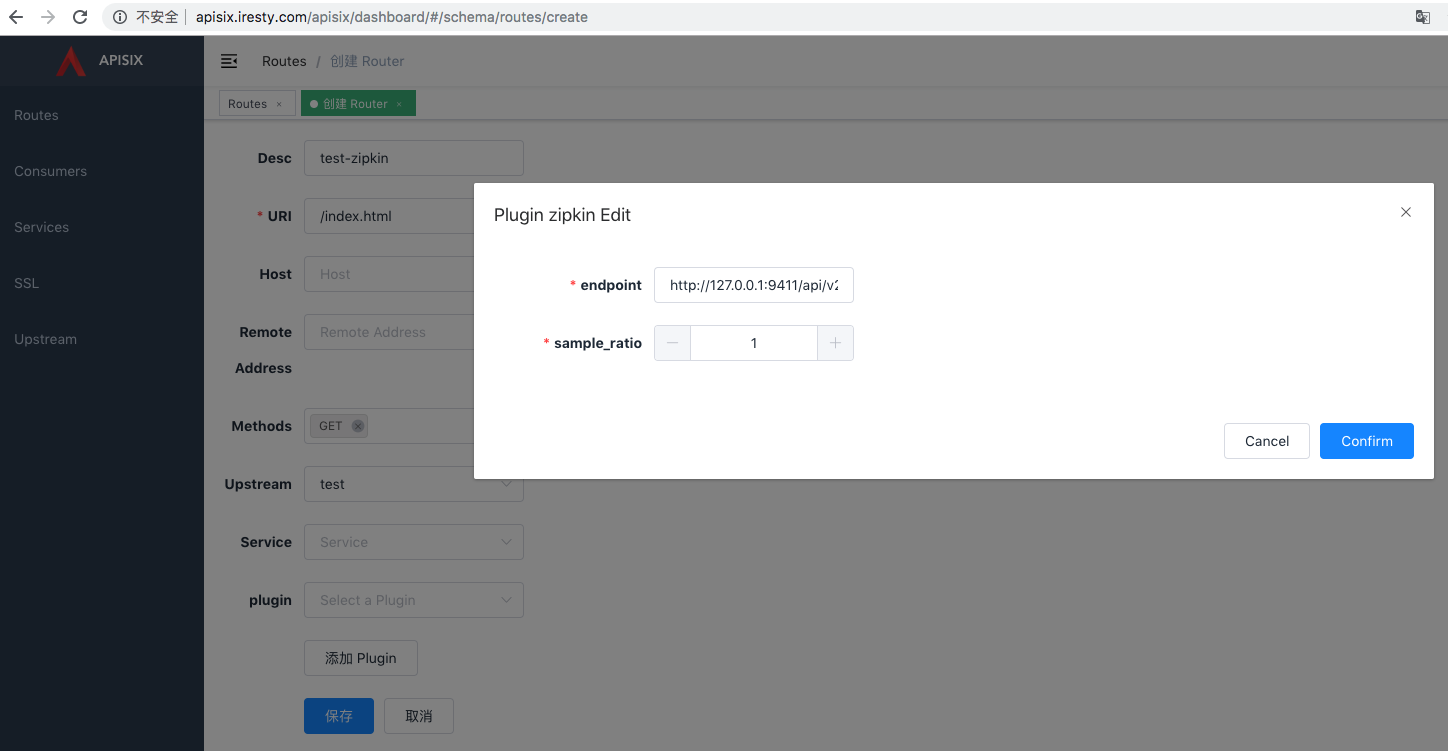 不安全 apisix.iresty.com/apisix/dashboard/#/schema/routes/create
APISIX
Routes
Consumers
Services
SSL
Upstream
Routes / 创建 Router
Routes ×
创建 Router ×
Desc test-zipkin
* URI /index.html
Host Host
Remote Address Remote Address
Methods GET
Upstream test
Service Service
plugin Select a Plugin
添加 Plugin
保存 取消
Plugin zipkin Edit
* endpoint http://127.0.0.1:9411/api/v2
* sample_ratio 1
Cancel Confirm